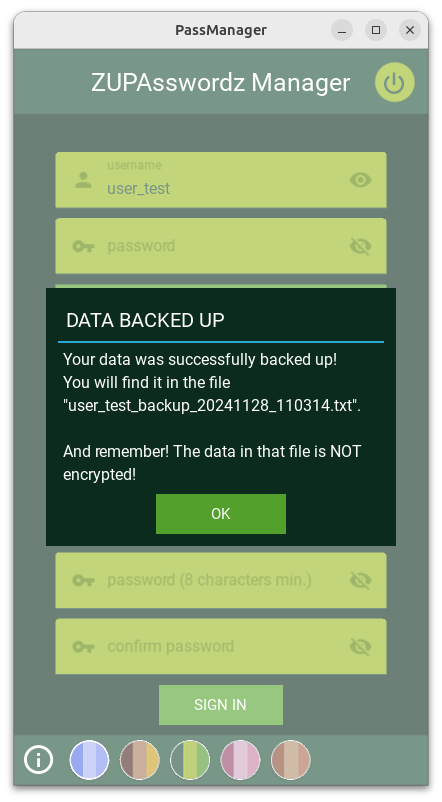 PassManager
ZUPAsswordz Manager
username
user_test
password
DATA BACKED UP
Your data was successfully backed up!
You will find it in the file
"user_test_backup_20241128_110314.txt".
And remember! The data in that file is NOT
encrypted!
OK
password (8 characters min.)
confirm password
SIGN IN